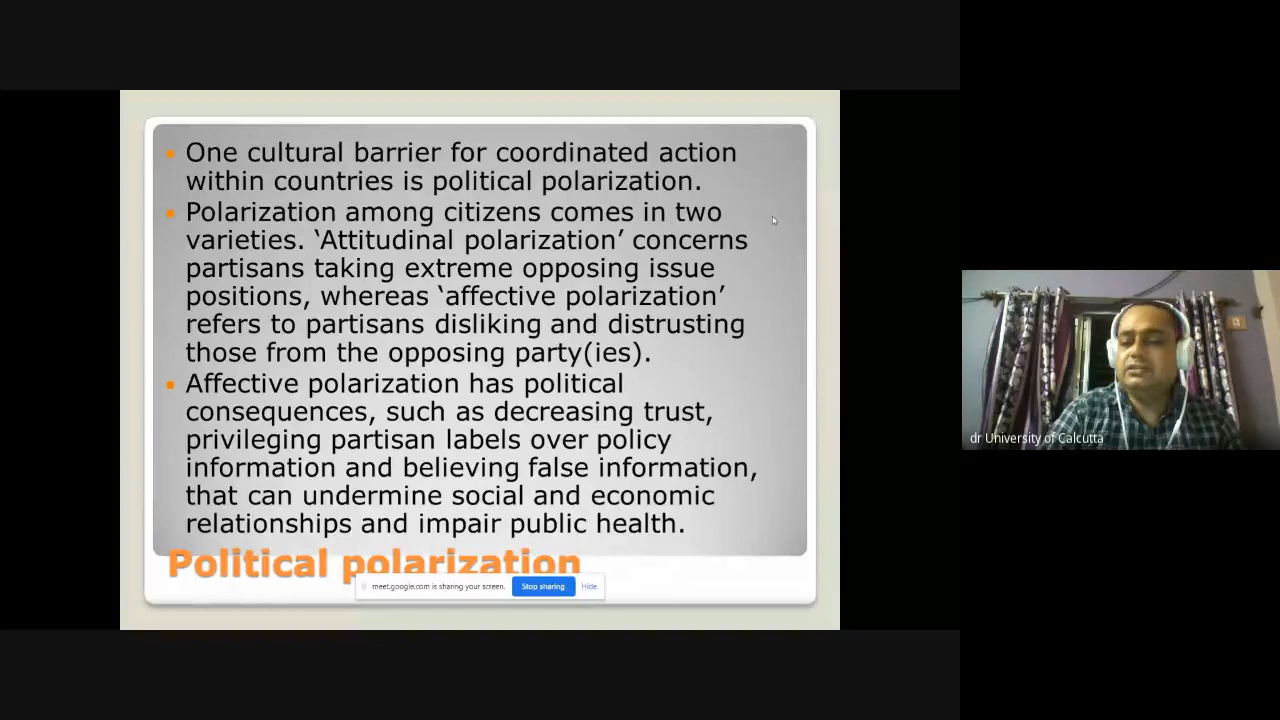 One cultural barrier for coordinated action
within countries is political polarization.
Polarization among citizens comes in two
varieties. ‘Attitudinal polarization’ concerns
partisans taking extreme opposing issue
positions, whereas ‘affective polarization’
refers to partisans disliking and distrusting
those from the opposing party(ies).
Affective polarization has political
consequences, such as decreasing trust,
privileging partisan labels over policy
information and believing false information,
that can undermine social and economic
relationships and impair public health.
Political polarization
meet.google.com is sharing your screen. Stop sharing Hide
dr University of Calcutta